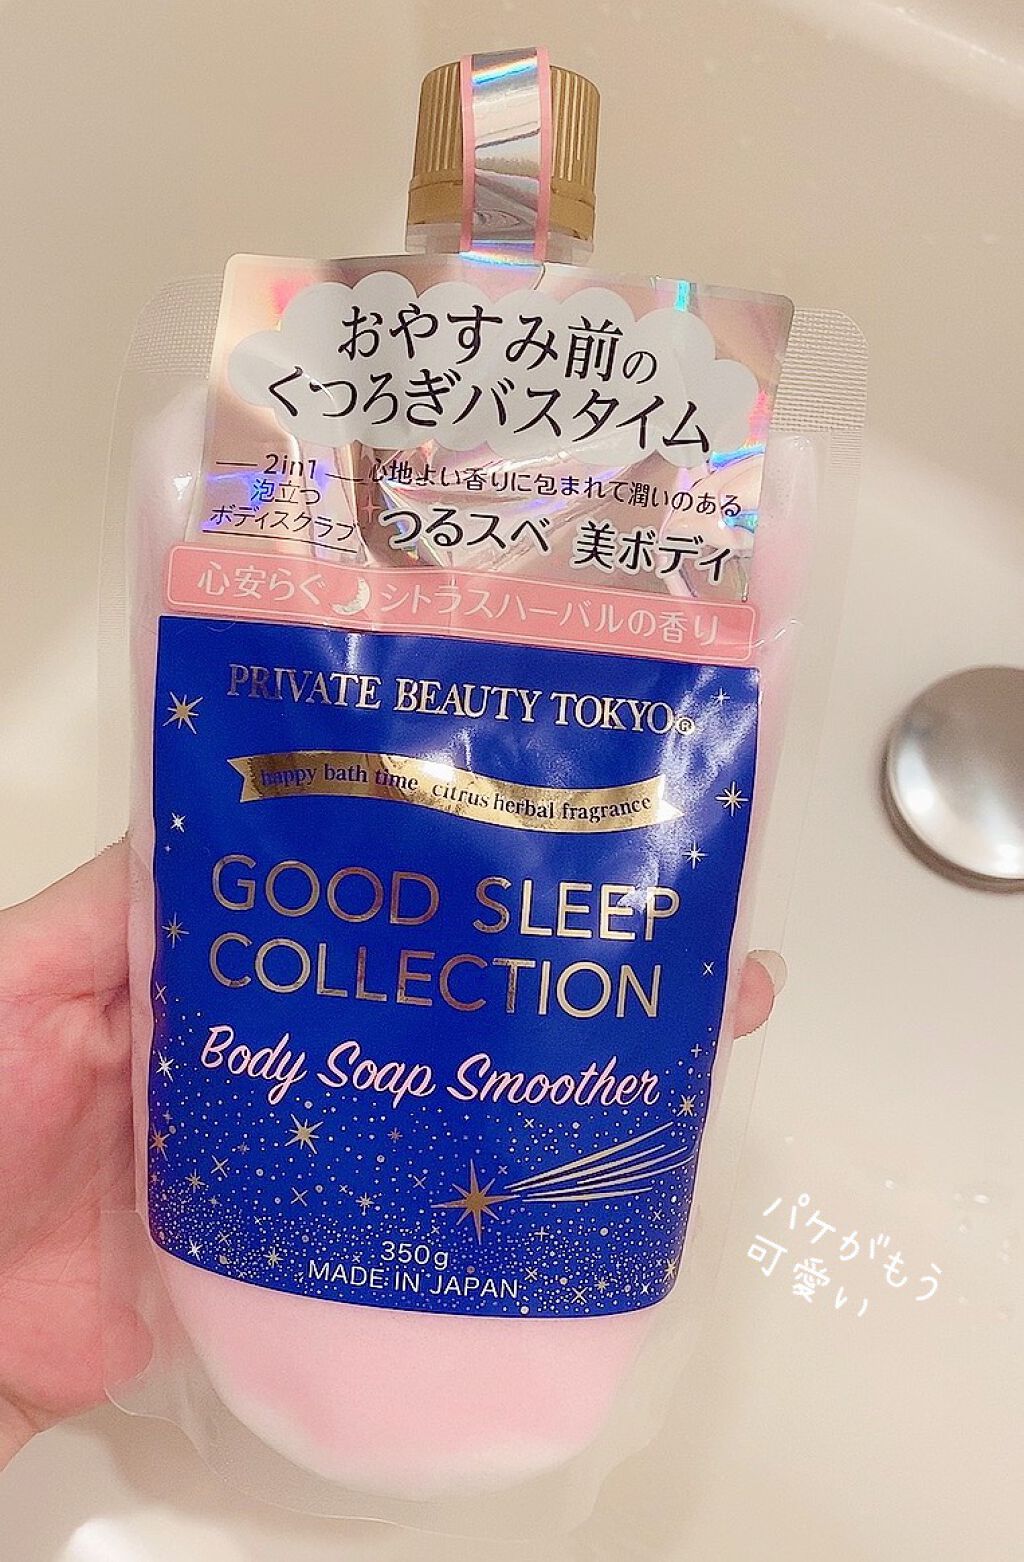 おやすみ前の
くつろぎバスタイム
2in1
泡立つ
ボディスクラブ
心地よい香りに包まれて潤いのある
つるスベ 美ボディ
心安らぐ シトラスハーバルの香り
PRIVATE BEAUTY TOKYO®
happy bath time citrus herbal fragrance
GOOD SLEEP
COLLECTION
Body Soap Smoother
350g
MADE IN JAPAN
パケがもう
可愛い